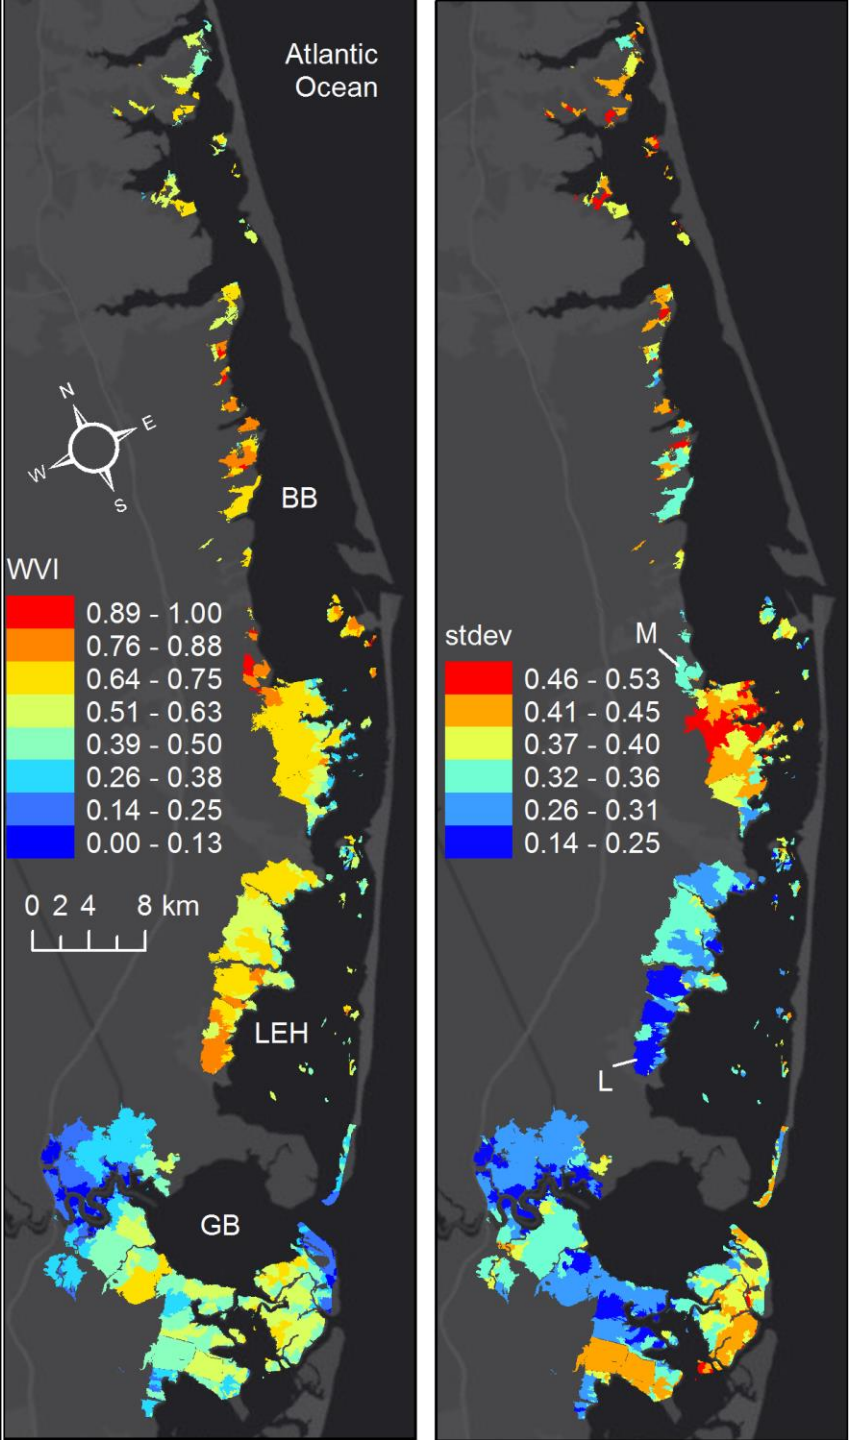 Atlantic
Ocean
N
E
W
S
BB
WVI
0.89 - 1.00
0.76 - 0.88
0.64 - 0.75
0.51 - 0.63
0.39 - 0.50
0.26 - 0.38
0.14 - 0.25
0.00 - 0.13
0 2 4 8 km
LEH
GB
M
stdev
0.46 - 0.53
0.41 - 0.45
0.37 - 0.40
0.32 - 0.36
0.26 - 0.31
0.14 - 0.25
L